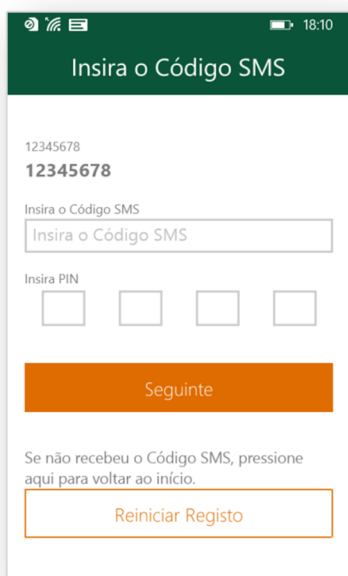 18:10
Insira o Código SMS
12345678
12345678
Insira o Código SMS
Insira o Código SMS
Insira PIN
Seguinte
Se não recebeu o Código SMS, pressione
aqui para voltar ao início.
Reiniciar Registo